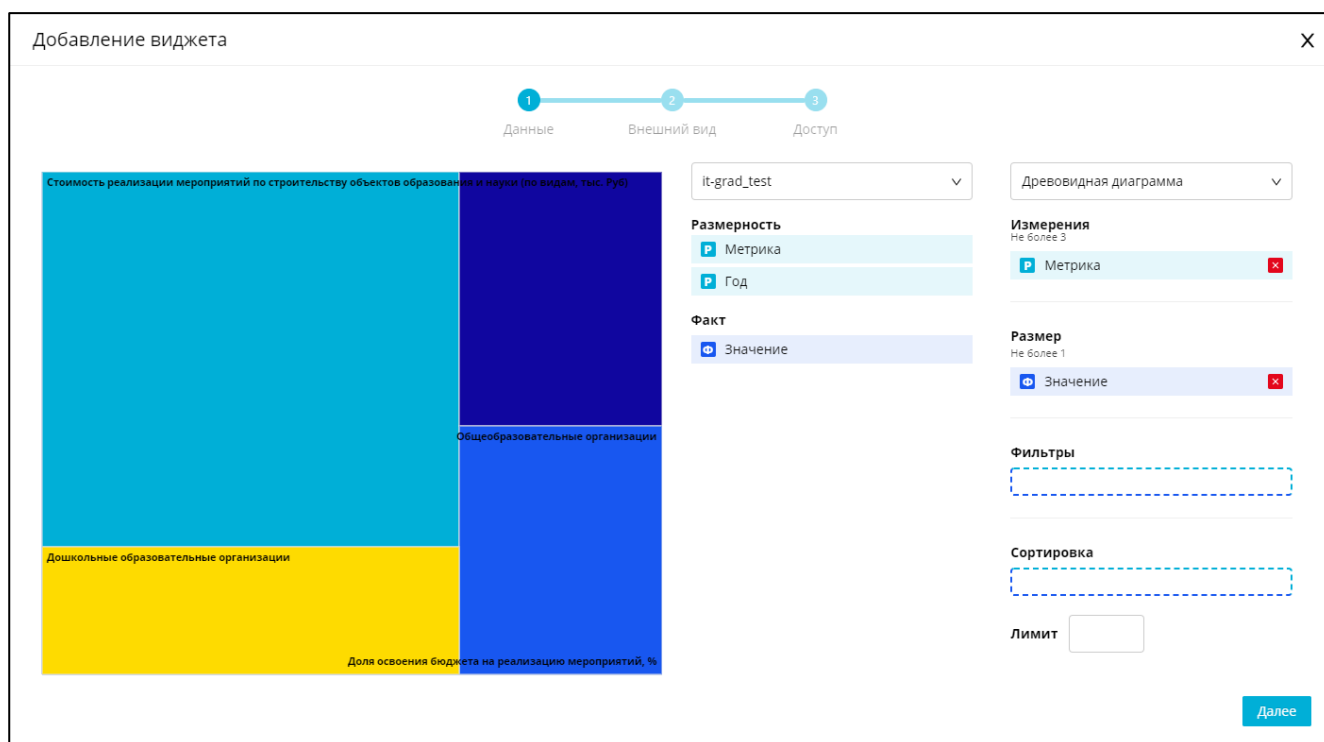 Добавление виджета
X
1
2
3
Данные
Внешний вид
Доступ
Стоимость реализации мероприятий по строительству объектов образования и науки (по видам, тыс. Руб)
Общеобразовательные организации
Дошкольные образовательные организации
Доля освоения бюджета на реализацию мероприятий, %
it-grad_test
Размерность
Р Метрика
Р Год
Факт
Ф Значение
Древовидная диаграмма
Измерения
Не более 3
Р Метрика
Размер
Не более 1
Ф Значение
Фильтры
Сортировка
Лимит
Далее